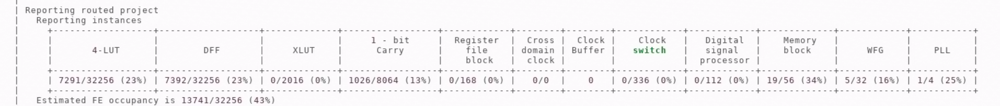 | Reporting routed project
|   Reporting instances
|     +------------------+------------------+-------------+-----------------+------------+--------+--------+------------+------------+-------------+------------+-----------+
|     |                  |                  |             |     1 - bit     |  Register  |  Cross |  Clock |    Clock   |   Digital  |    Memory   |            |           |
|     |       4-LUT      |        DFF       |     XLUT    |      Carry      |    file    | domain | Buffer |   switch   |   signal   |    block    |     WFG    |    PLL    |
|     |                  |                  |             |                 |    block   |  clock |        |            |  processor |             |            |           |
|     +------------------+------------------+-------------+-----------------+------------+--------+--------+------------+------------+-------------+------------+-----------+
|     | 7291/32256 (23%) | 7392/32256 (23%) | 0/2016 (0%) | 1026/8064 (13%) | 0/168 (0%) |   0/0  |    0   | 0/336 (0%) | 0/112 (0%) | 19/56 (34%) | 5/32 (16%) | 1/4 (25%) |
|     +------------------+------------------+-------------+-----------------+------------+--------+--------+------------+------------+-------------+------------+-----------+
|   Estimated FE occupancy is 13741/32256 (43%)